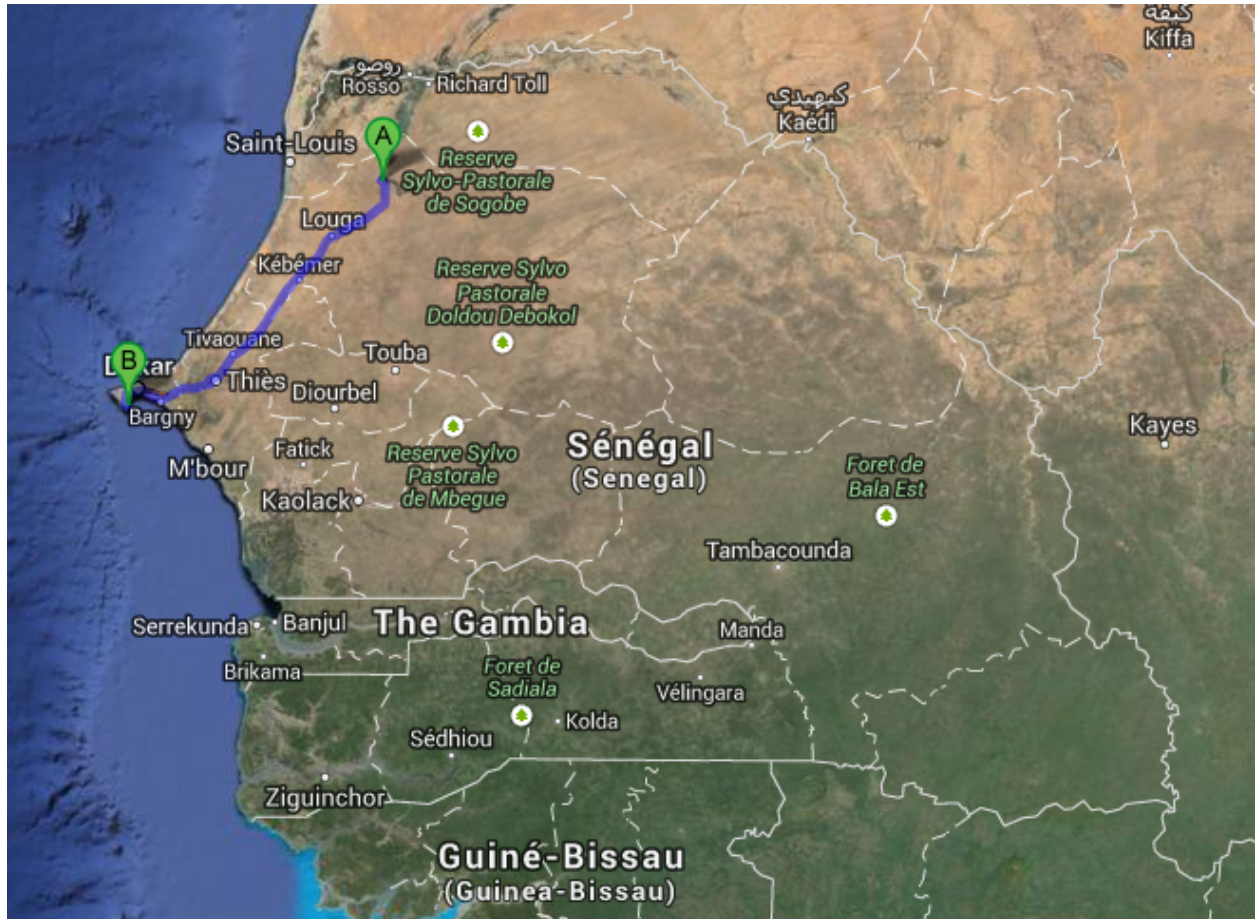 كيفة
Kiffa
روصو
Rosso
Richard Toll
كيهيدي
Kaédi
A
Saint-Louis
Reserve
Sylvo-Pastorale
de Sogobe
Louga
Kébémer
Reserve Sylvo
Pastorale
Doldou Debokol
Tivaouane
B
Dakar
Touba
Thiès
Diourbel
Bargny
Kayes
Sénégal
(Senegal)
Fatick
M'bour
Reserve Sylvo
Pastorale
de Mbegue
Foret de
Bala Est
Kaolack
Tambacounda
Serrekunda
Banjul
The Gambia
Manda
Brikama
Foret de
Sadiala
Vélingara
Kolda
Sédhiou
Ziguinchor
Guiné-Bissau
(Guinea-Bissau)